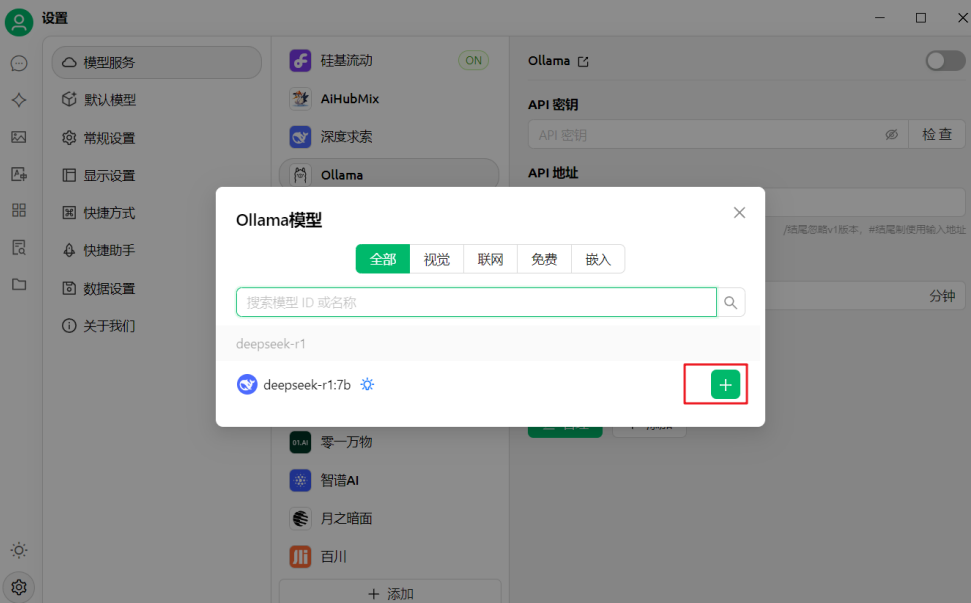 设置
模型服务
默认模型
常规设置
显示设置
快捷方式
快捷助手
数据设置
关于我们
硅基流动
ON
AiHubMix
深度求索
Ollama
Ollama
API 密钥
API 密钥
检查
API 地址
/结尾忽略v1版本、#结尾制使用输入地址
分钟
Ollama模型
全部
视觉
联网
免费
嵌入
搜索模型 ID 或名称
deepseek-r1
deepseek-r1:7b
01.AI
零一万物
智谱AI
月之暗面
百川
添加